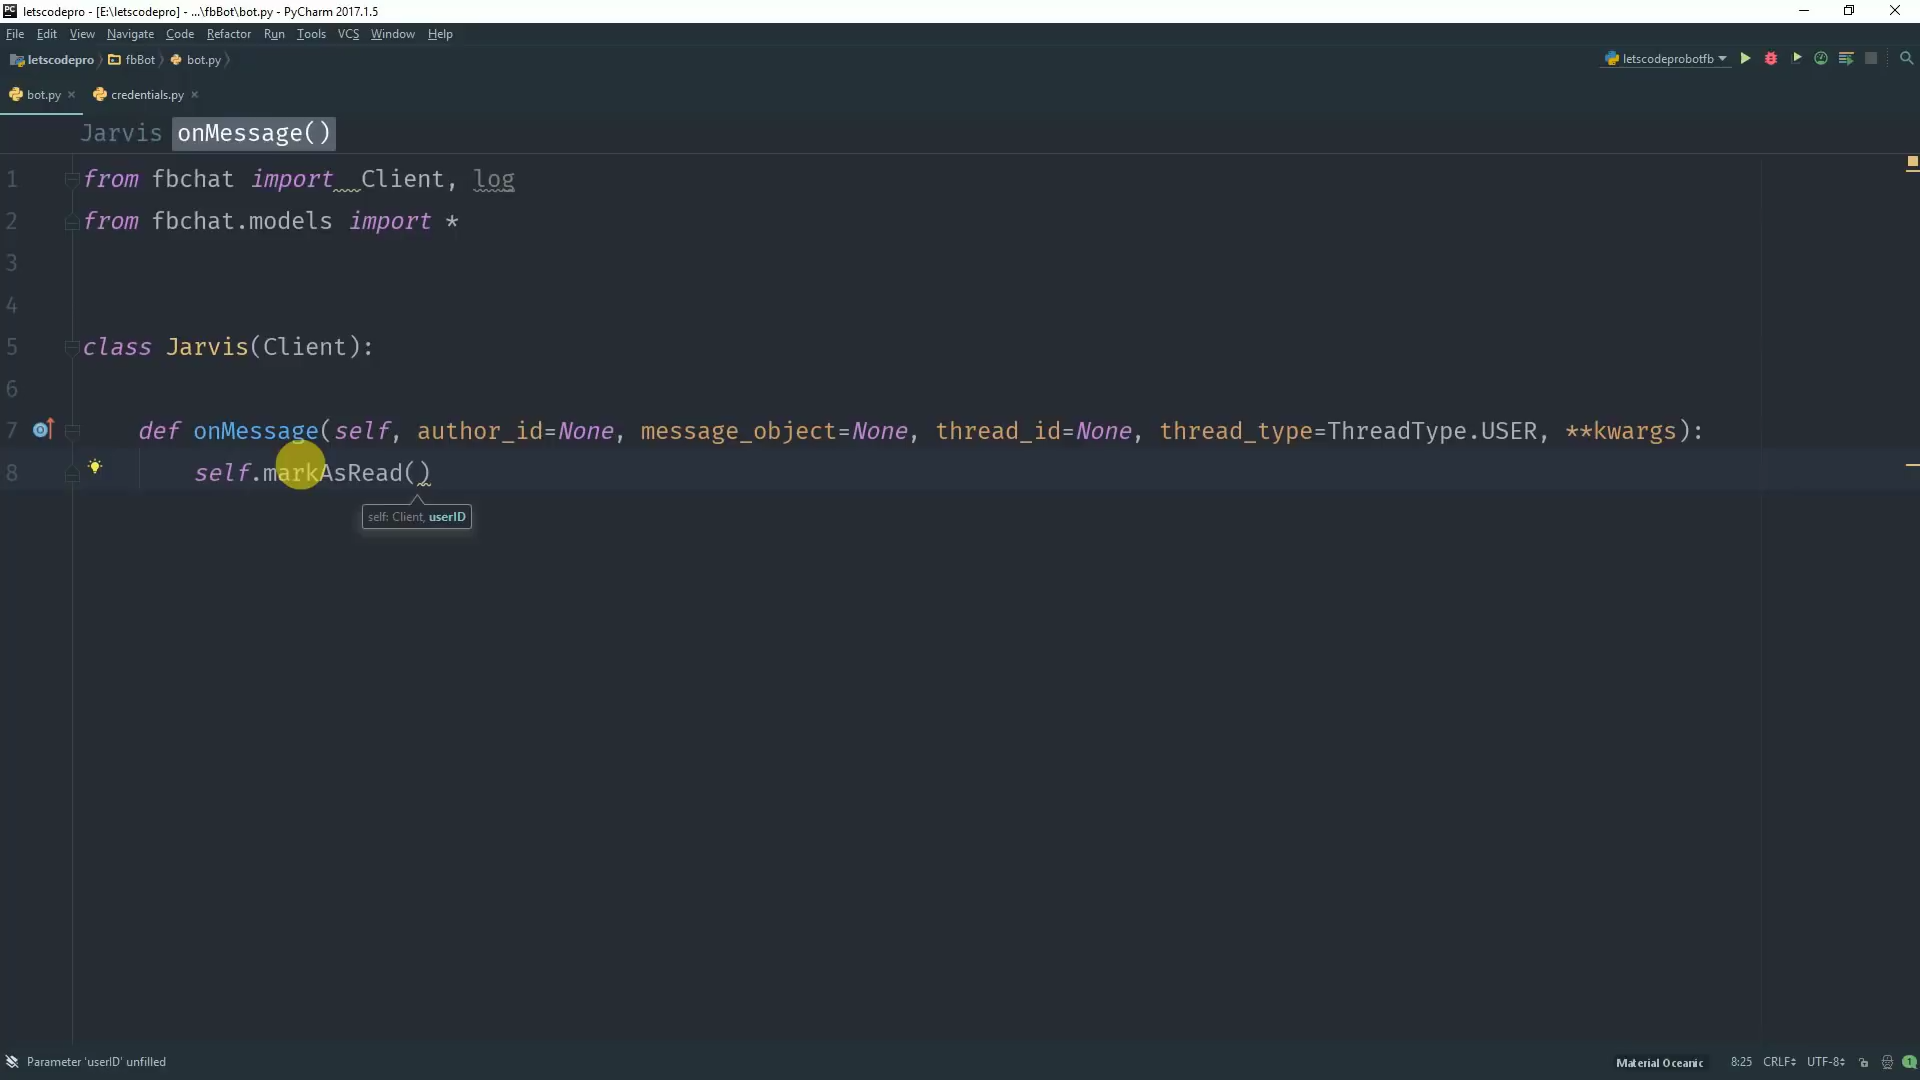 letscodepro - [E:\letscodepro] - ...\fbBot\bot.py - PyCharm 2017.1.5
File Edit View Navigate Code Refactor Run Tools VCS Window Help
letscodepro fbBot bot.py letscodeprobotfb
bot.py credentials.py
Jarvis onMessage()
1 from fbchat import  Client, log
2 from fbchat.models import *
3
4
5 class Jarvis(Client):
6
7 def onMessage(self, author_id=None, message_object=None, thread_id=None, thread_type=ThreadType.USER, **kwargs):
8 self.markAsRead()
self: Client, userID
Parameter 'userID' unfilled Material Oceanic 8:25 CRLF UTF-8 1